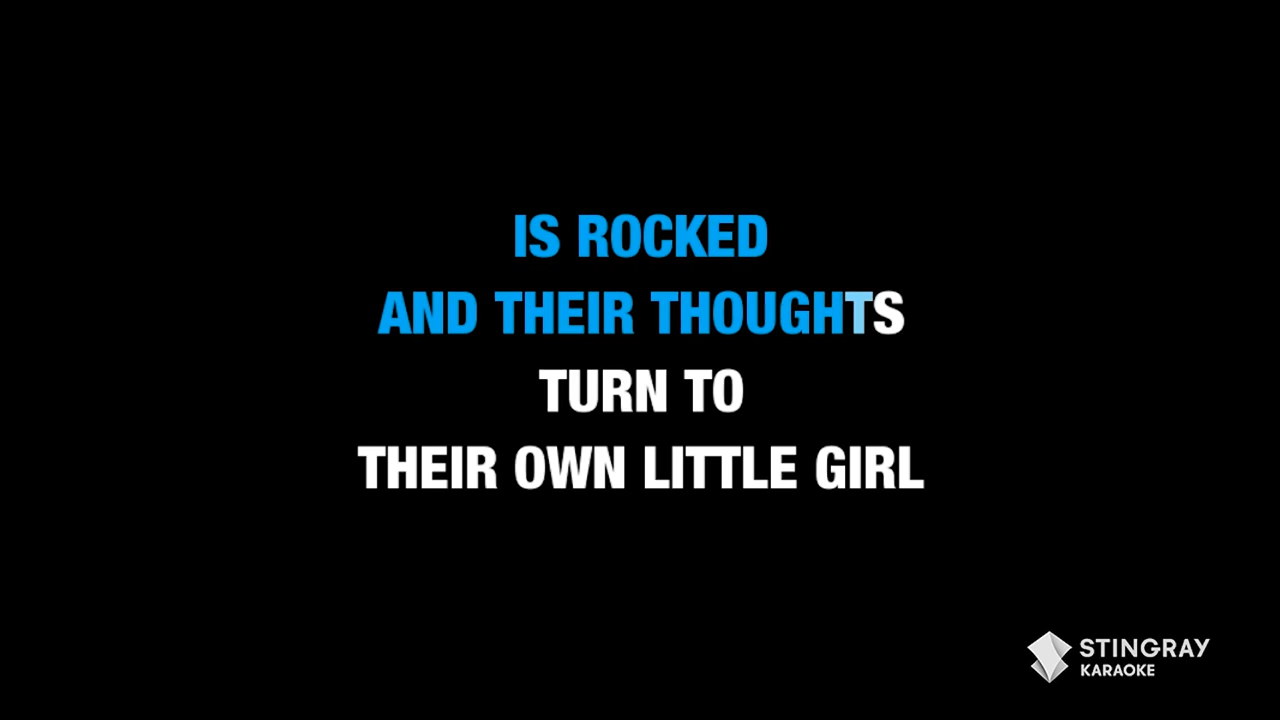 IS ROCKED
AND THEIR THOUGHTS
TURN TO
THEIR OWN LITTLE GIRL
STINGRAY
KARAOKE